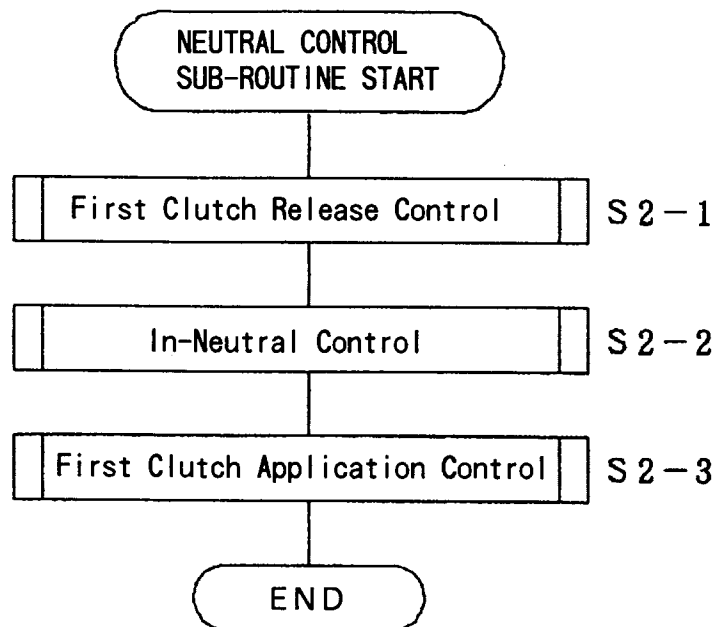 NEUTRAL CONTROL
SUB-ROUTINE START
First Clutch Release Control S2-1
In-Neutral Control S2-2
First Clutch Application Control S2-3
END